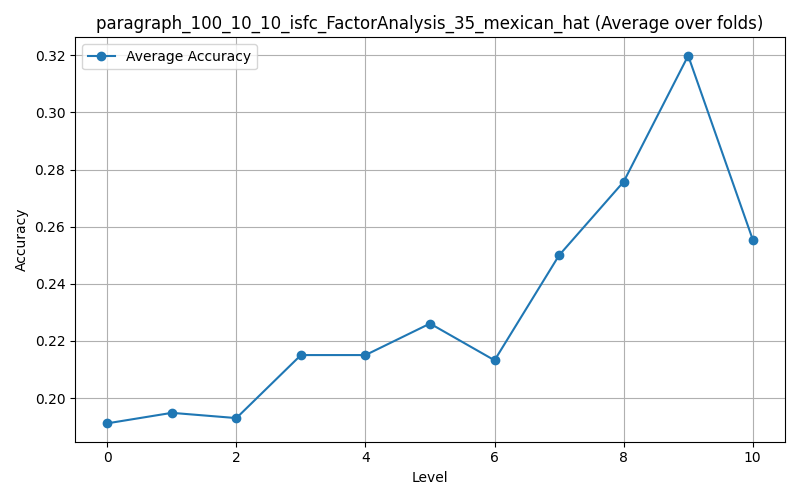 paragraph_100_10_10_isfc_FactorAnalysis_35_mexican_hat (Average over folds)
Average Accuracy
Accuracy
0.32
0.30
0.28
0.26
0.24
0.22
0.20
0 2 4 6 8 10
Level